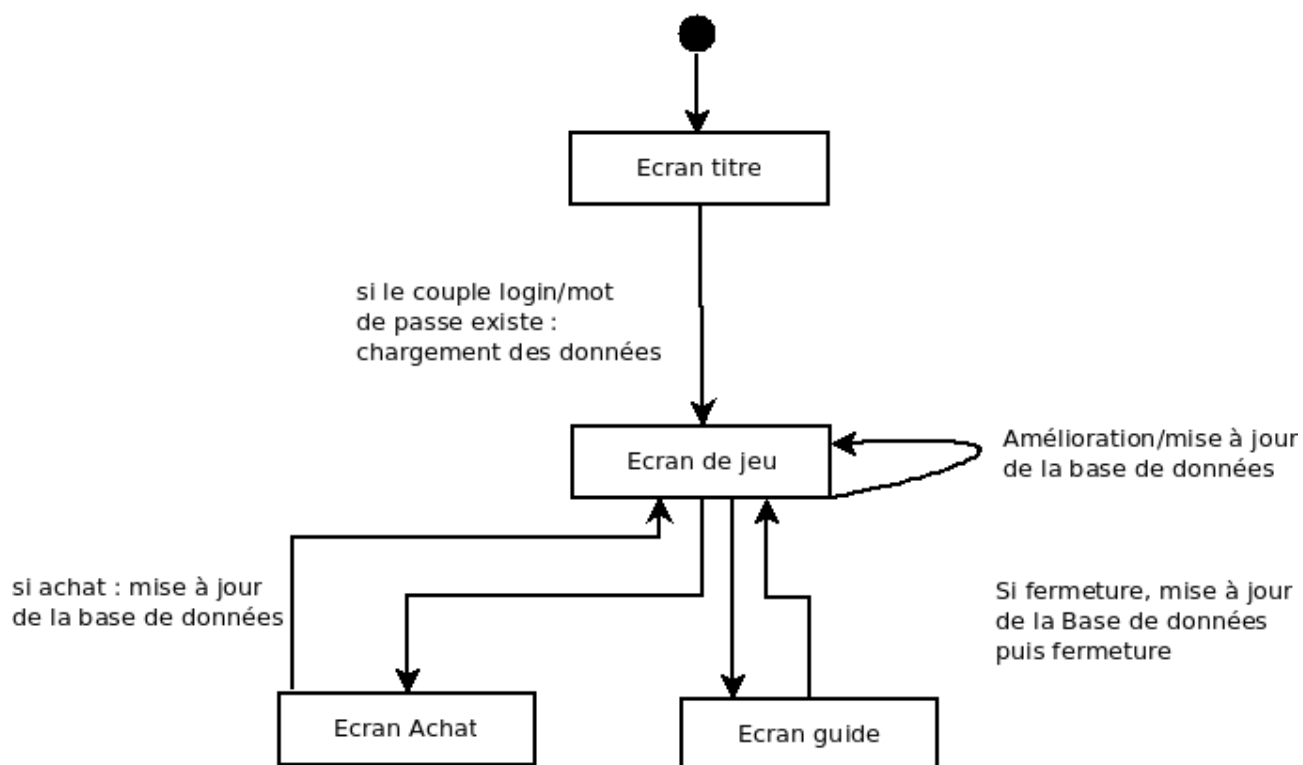 Ecran titre
si le couple login/mot
de passe existe :
chargement des données
Ecran de jeu
Amélioration/mise à jour
de la base de données
si achat : mise à jour
de la base de données
Si fermeture, mise à jour
de la Base de données
puis fermeture
Ecran Achat
Ecran guide